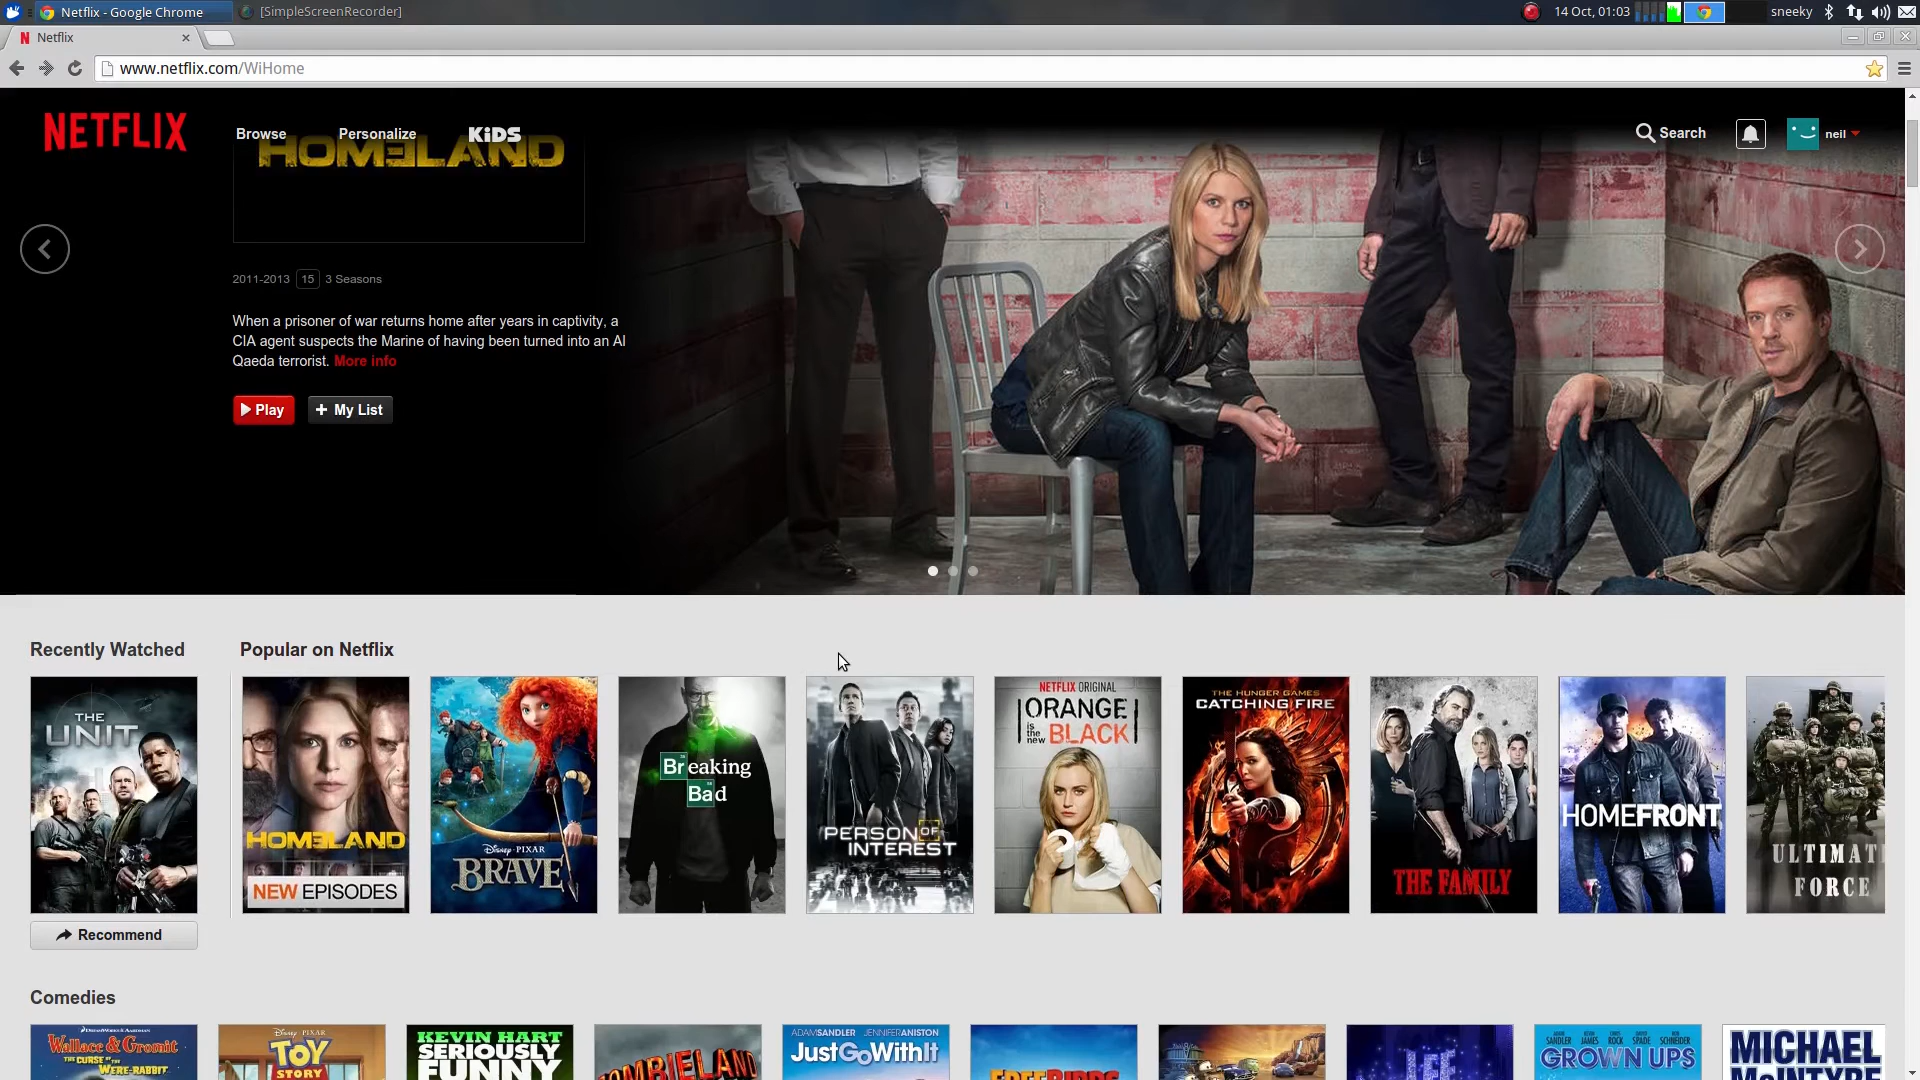 Netflix - Google Chrome
[SimpleScreenRecorder]
14 Oct, 01:03
sneeky
Netflix
www.netflix.com/WiHome
NETFLIX
Browse
Personalize
KiDS
Search
neil
HOMELAND
2011-2013 15 3 Seasons
When a prisoner of war returns home after years in captivity, a
CIA agent suspects the Marine of having been turned into an Al
Qaeda terrorist. More info
Play
+ My List
Recently Watched
Popular on Netflix
THE
UNIT
HOMELAND
NEW EPISODES
DISNEY·PIXAR
BRAVE
Breaking
Bad
PERSON OF
INTEREST
NETFLIX ORIGINAL
ORANGE
is the new BLACK
THE HUNGER GAMES
CATCHING FIRE
THE FAMILY
HOMEFRONT
ULTIMAT
FORCE
Recommend
Comedies
Wallace & Gromit
THE CURSE OF THE
WERE-RABBIT
DISNEY·PIXAR
TOY
STORY
KEVIN HART
SERIOUSLY
FUNNY
ZOMBIELAND
ADAM SANDLER JENNIFER ANISTON
JustGoWithIt
FREE BIRDS
LEE
GROWN UPS
MICHAEL
McINTYRE